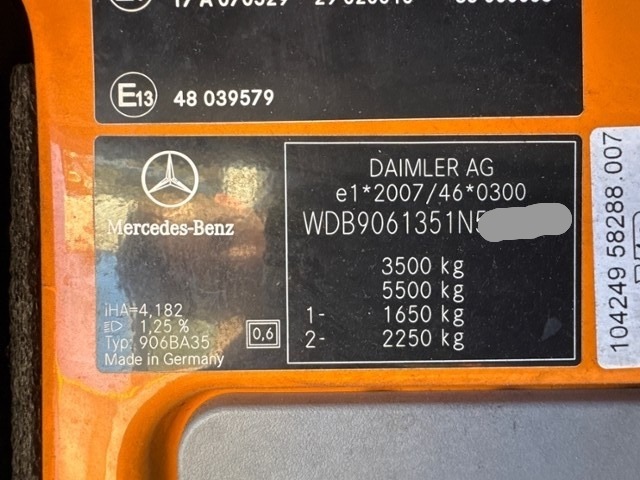 E13 48 039579
Mercedes-Benz
DAIMLER AG
e1*2007/46*0300
WDB9061351N5
3500 kg
5500 kg
1- 1650 kg
2- 2250 kg
iHA=4,182
1,25 %
Typ: 906BA35
0,6
Made in Germany
104249 58288.007